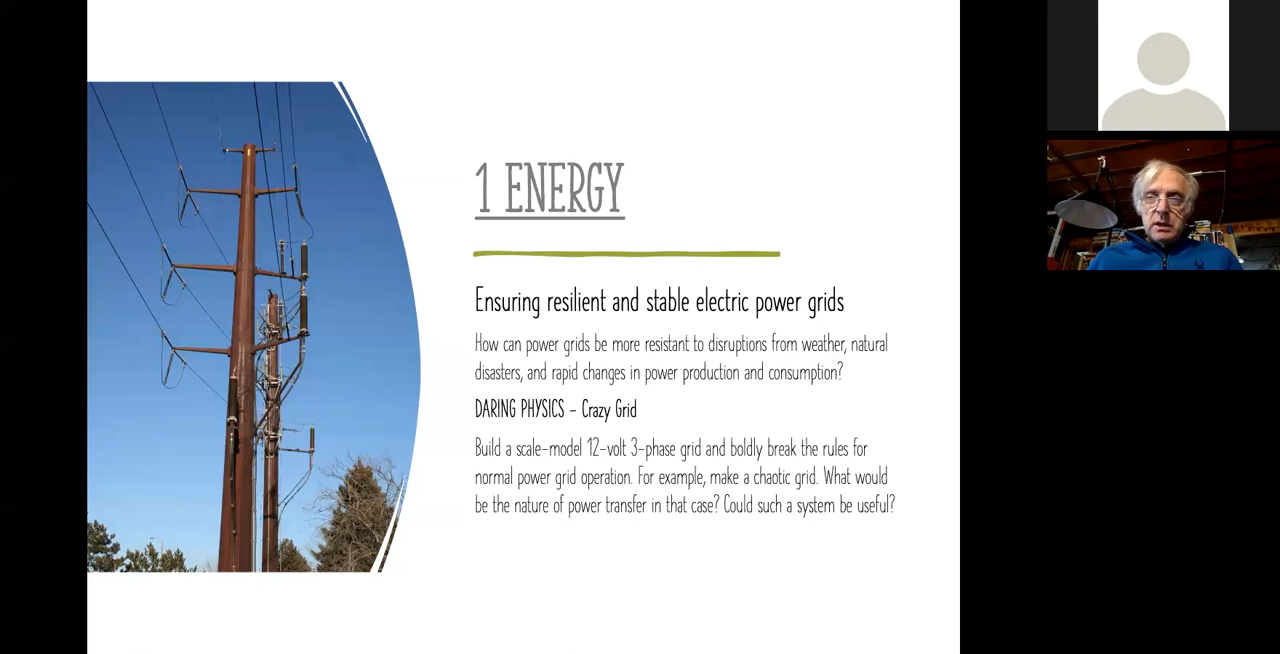 1 ENERGY
Ensuring resilient and stable electric power grids
How can power grids be more resistant to disruptions from weather, natural
disasters, and rapid changes in power production and consumption?
DARING PHYSICS - Crazy Grid
Build a scale-model 12-volt 3-phase grid and boldly break the rules for
normal power grid operation. For example, make a chaotic grid. What would
be the nature of power transfer in that case? Could such a system be useful?